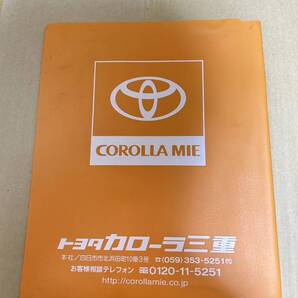 COROLLA MIE
トヨタカローラ三重
本社/四日市市北浜田町10番3号 ☎(059)353-5251㈹
お客様相談テレフォン 0120-11-5251
http://corollamie.co.jp